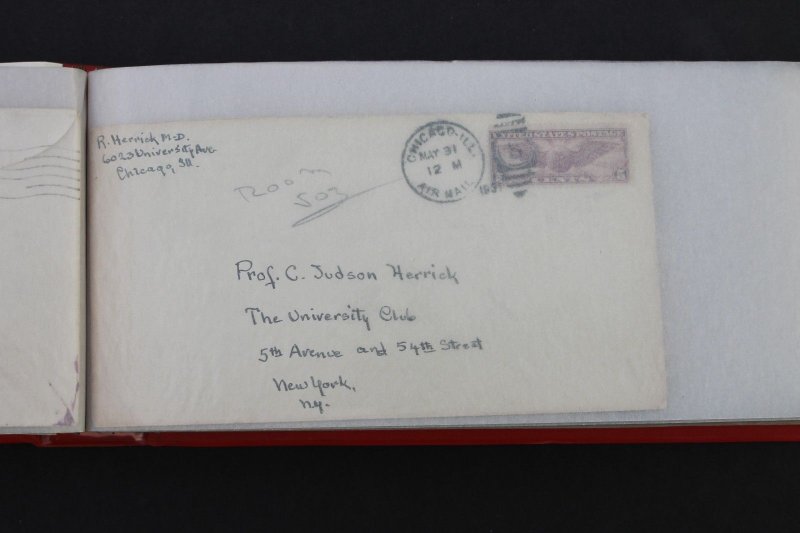 R. Herrick M-D.
6023 University Ave.
Chicago, Ill.
Room
503
CHICAGO-ILL.
MAY 31
12 M
AIR MAIL
UNITED STATES POSTAGE
CENTS
Prof. C. Judson Herrick
The University Club
5th Avenue and 54th Street
New York,
N.Y.